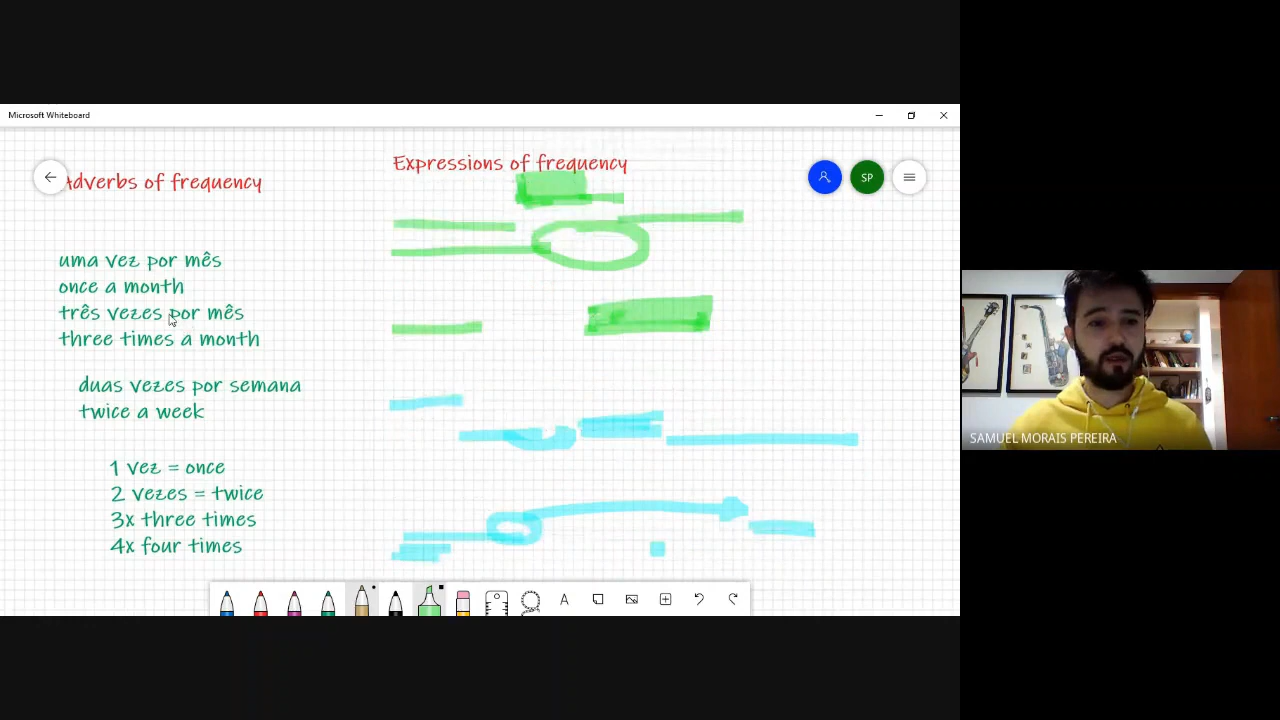 Microsoft Whiteboard
Expressions of frequency
Adverbs of frequency
SP
uma vez por mês
once a month
três vezes por mês
three times a month
duas vezes por semana
twice a week
1 vez = once
2 vezes = twice
3x three times
4x four times
A
SAMUEL MORAIS PEREIRA